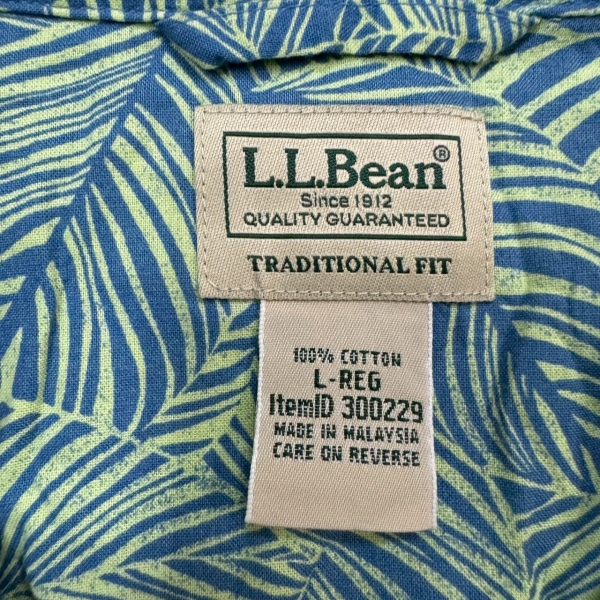 L.L.Bean®
Since 1912
QUALITY GUARANTEED
TRADITIONAL FIT
100% COTTON
L-REG
ItemID 300229
MADE IN MALAYSIA
CARE ON REVERSE